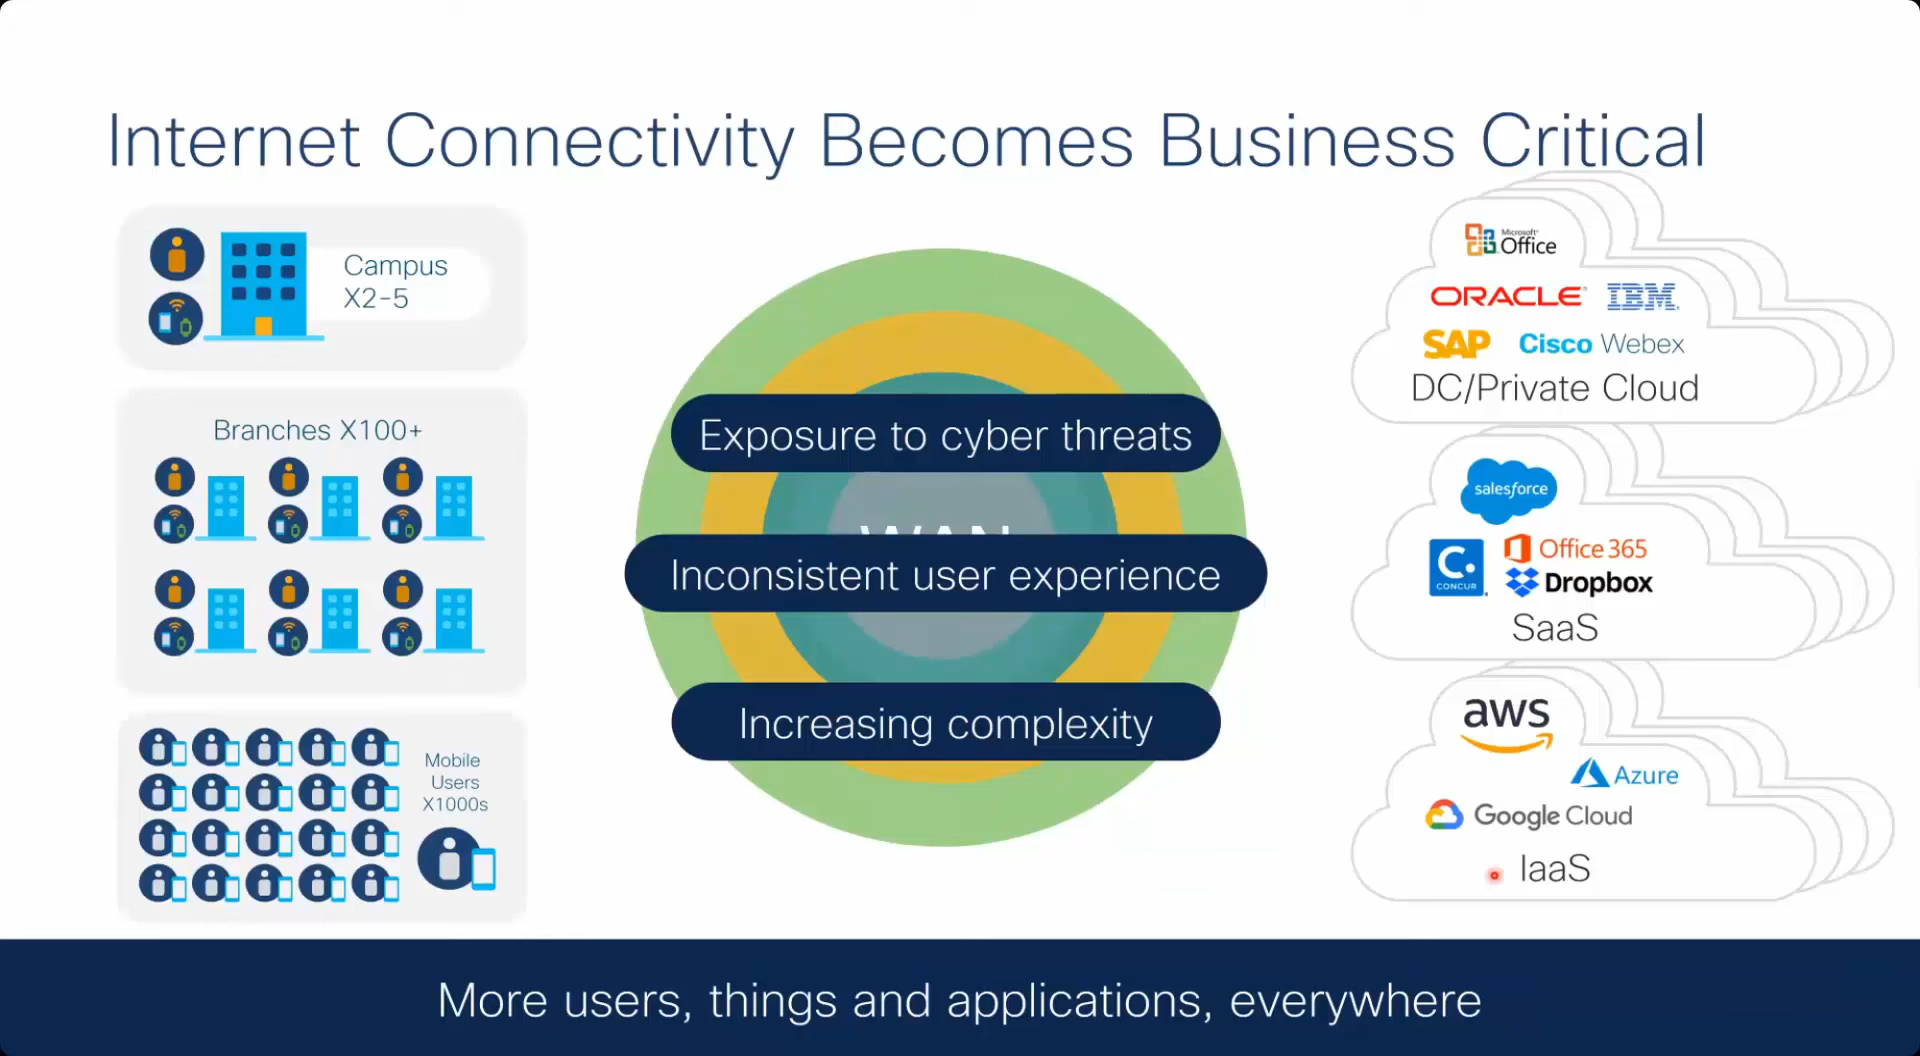 Internet Connectivity Becomes Business Critical
Campus
X2-5
Branches X100+
Mobile
Users
X1000s
WAN
Exposure to cyber threats
Inconsistent user experience
Increasing complexity
Microsoft
Office
ORACLE IBM
SAP Cisco Webex
DC/Private Cloud
salesforce
C.
CONCUR
Office 365
Dropbox
SaaS
aws
Azure
Google Cloud
IaaS
More users, things and applications, everywhere